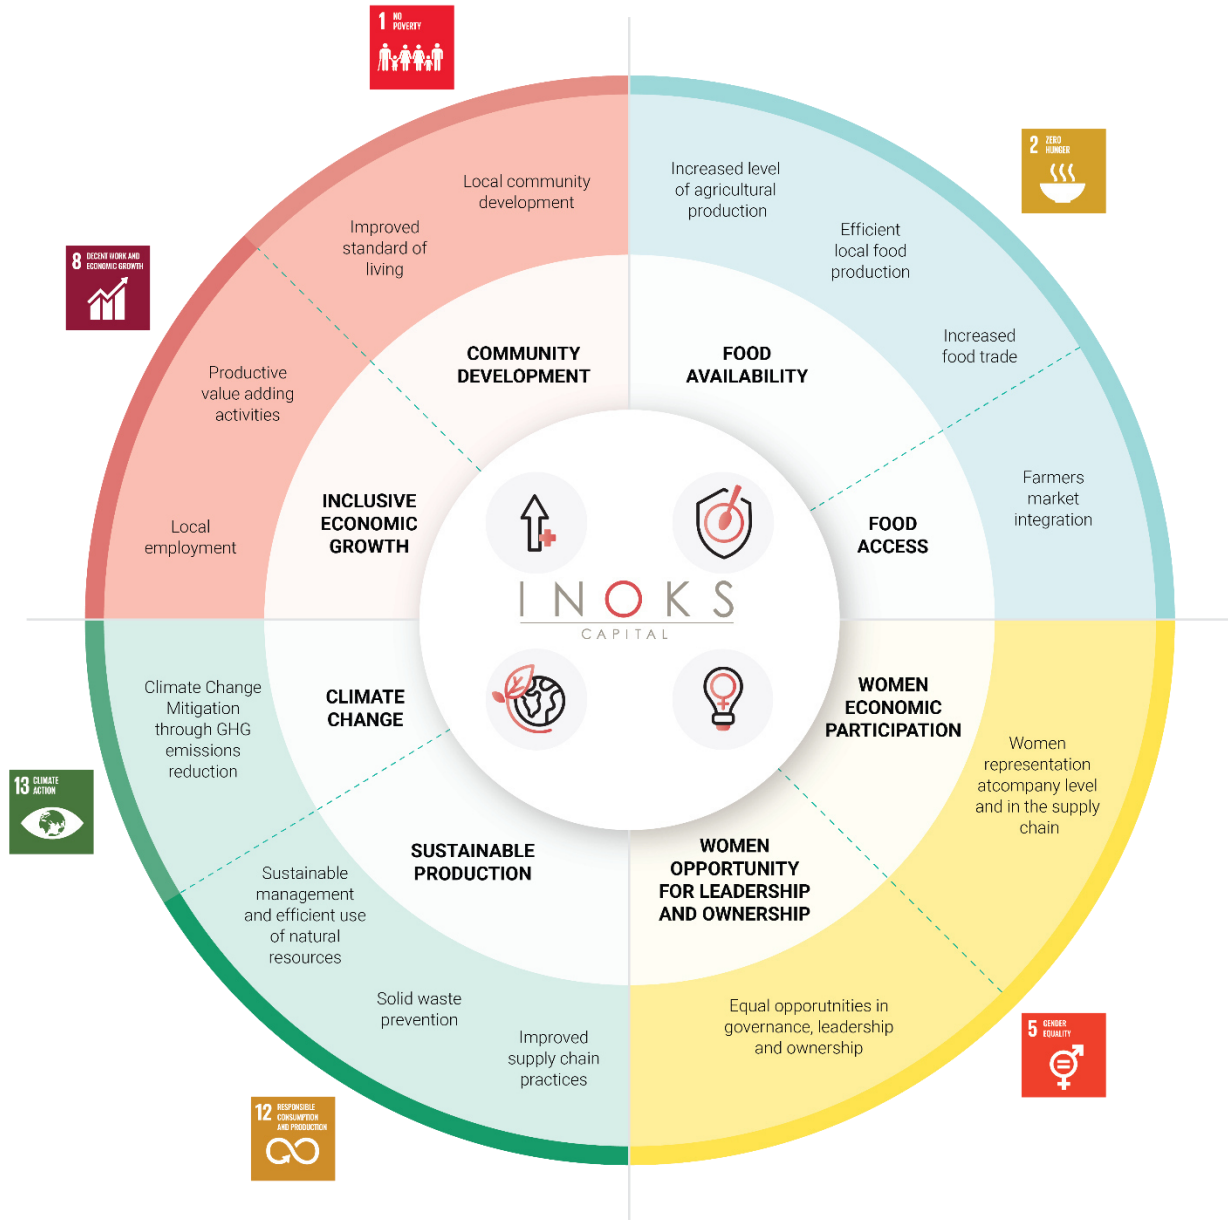 1 NO
POVERTY
2 ZERO
HUNGER
Local community
development
Improved
standard of
living
Increased level
of agricultural
production
Efficient
local food
production
Increased
food trade
8 DECENT WORK AND
ECONOMIC GROWTH
COMMUNITY
DEVELOPMENT
FOOD
AVAILABILITY
Productive
value adding
activities
Local
employment
INCLUSIVE
ECONOMIC
GROWTH
FOOD
ACCESS
Farmers
market
integration
INOKS
CAPITAL
Climate Change
Mitigation
through GHG
emissions
reduction
CLIMATE
CHANGE
WOMEN
ECONOMIC
PARTICIPATION
Women
representation
atcompany level
and in the supply
chain
13 CLIMATE
ACTION
SUSTAINABLE
PRODUCTION
WOMEN
OPPORTUNITY
FOR LEADERSHIP
AND OWNERSHIP
Sustainable
management
and efficient use
of natural
resources
Solid waste
prevention
Improved
supply chain
practices
Equal opporutnities in
governance, leadership
and ownership
5 GENDER
EQUALITY
12 RESPONSIBLE
CONSUMPTION
AND PRODUCTION